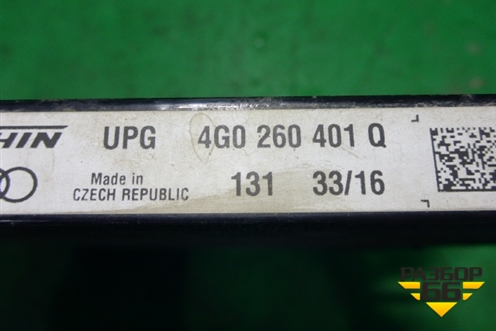 HIN UPG 4G0 260 401 Q
Made in
CZECH REPUBLIC 131 33/16
РАЗБОР
66